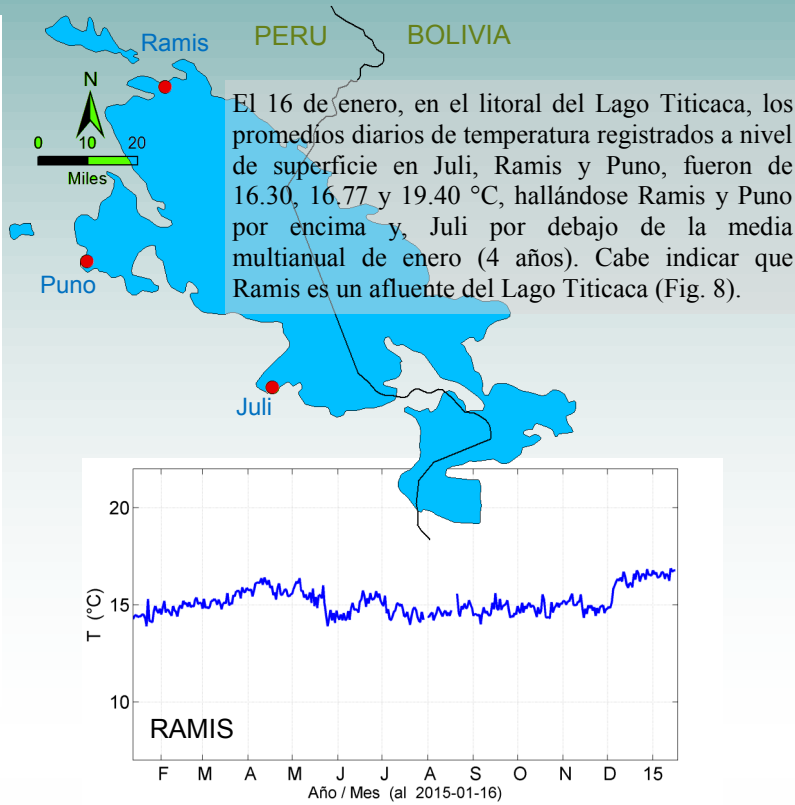 Ramis
PERU
BOLIVIA
N
0 10 20
Miles
El 16 de enero, en el litoral del Lago Titicaca, los
promedios diarios de temperatura registrados a nivel
de superficie en Juli, Ramis y Puno, fueron de
16.30, 16.77 y 19.40 °C, hallándose Ramis y Puno
por encima y, Juli por debajo de la media
multianual de enero (4 años). Cabe indicar que
Ramis es un afluente del Lago Titicaca (Fig. 8).
Puno
Juli
20
15
10
T (°C)
RAMIS
F M A M J J A S O N D 15
Año / Mes (al 2015-01-16)